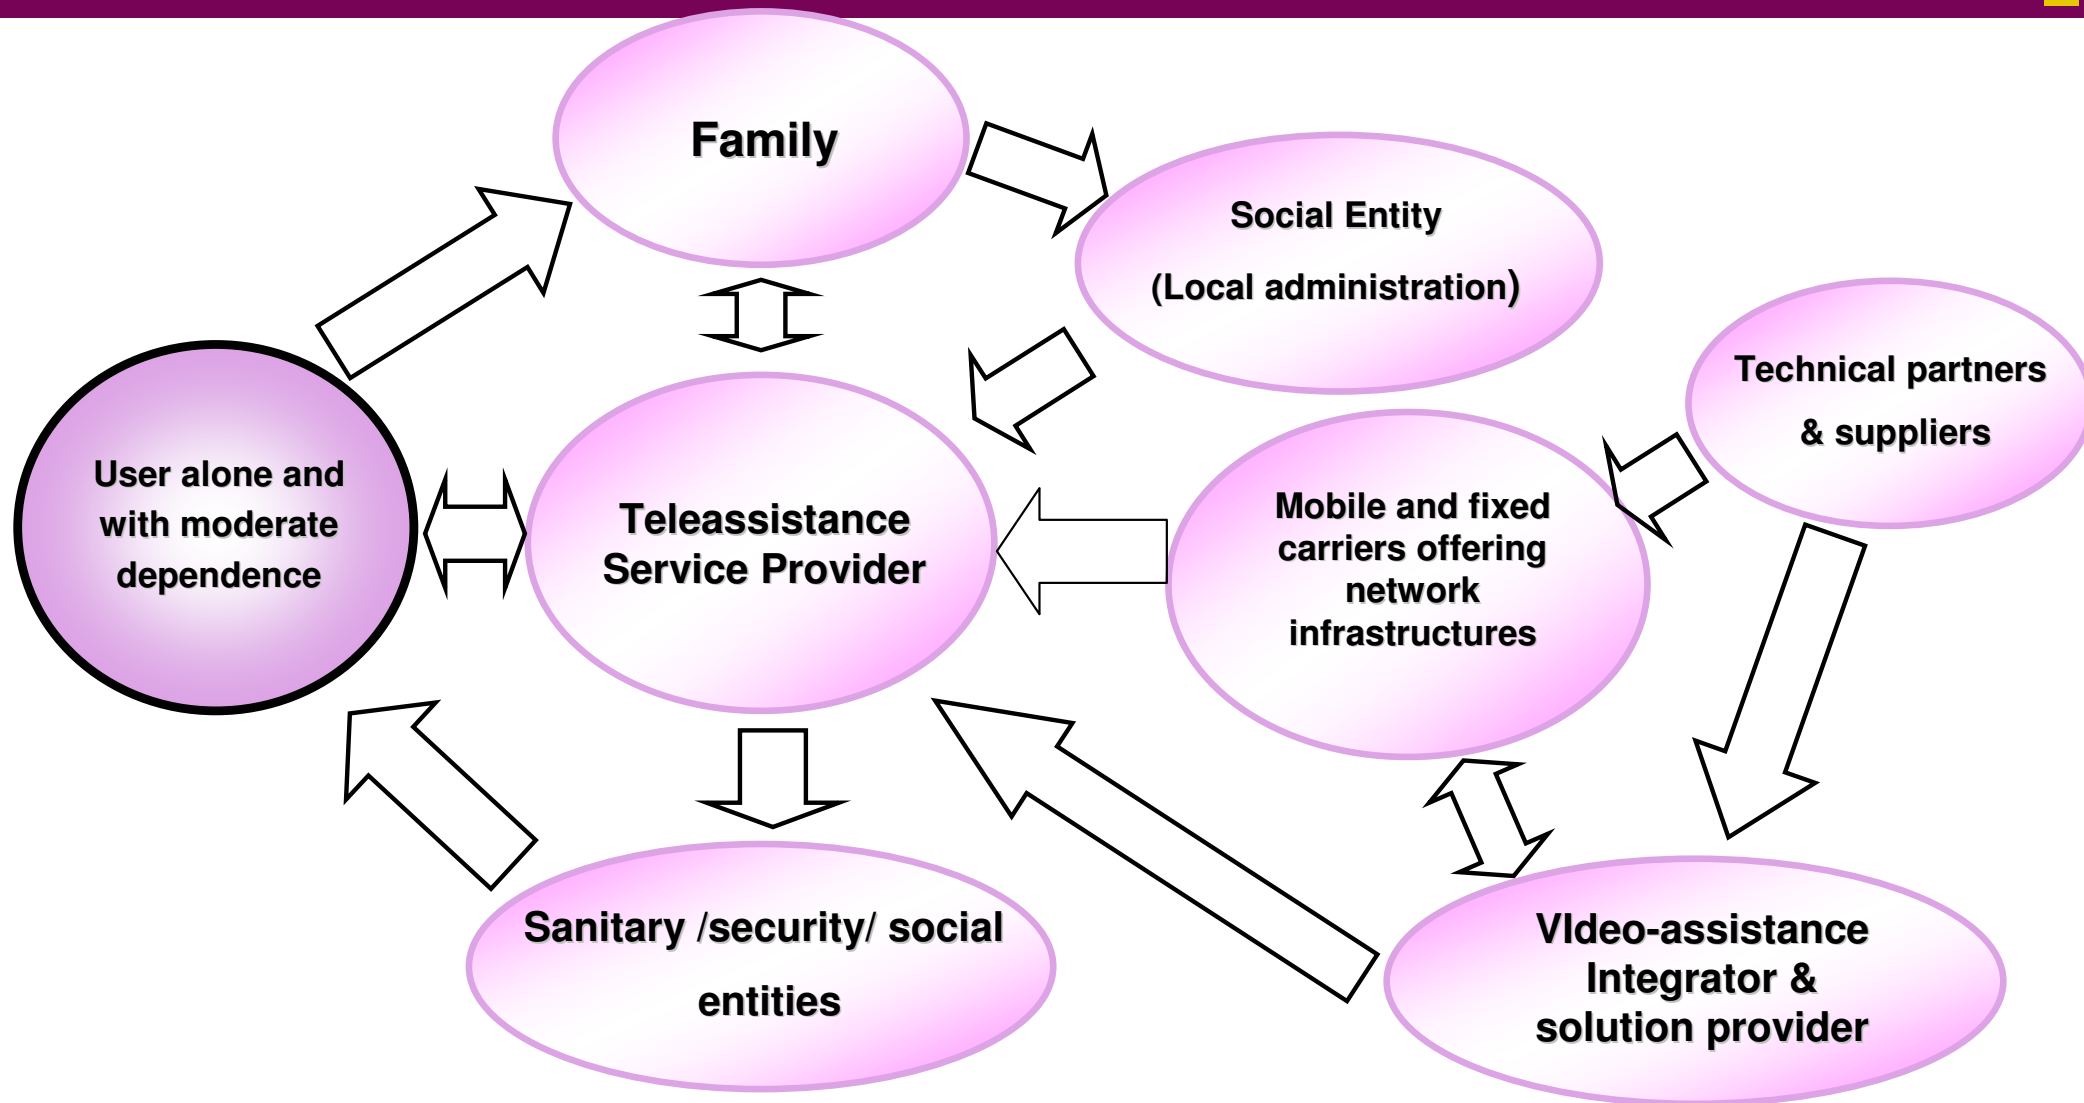 Family
Social Entity
(Local administration)
Technical partners
& suppliers
User alone and
with moderate
dependence
Teleassistance
Service Provider
Mobile and fixed
carriers offering
network
infrastructures
Sanitary /security/ social
entities
VIdeo-assistance
Integrator &
solution provider